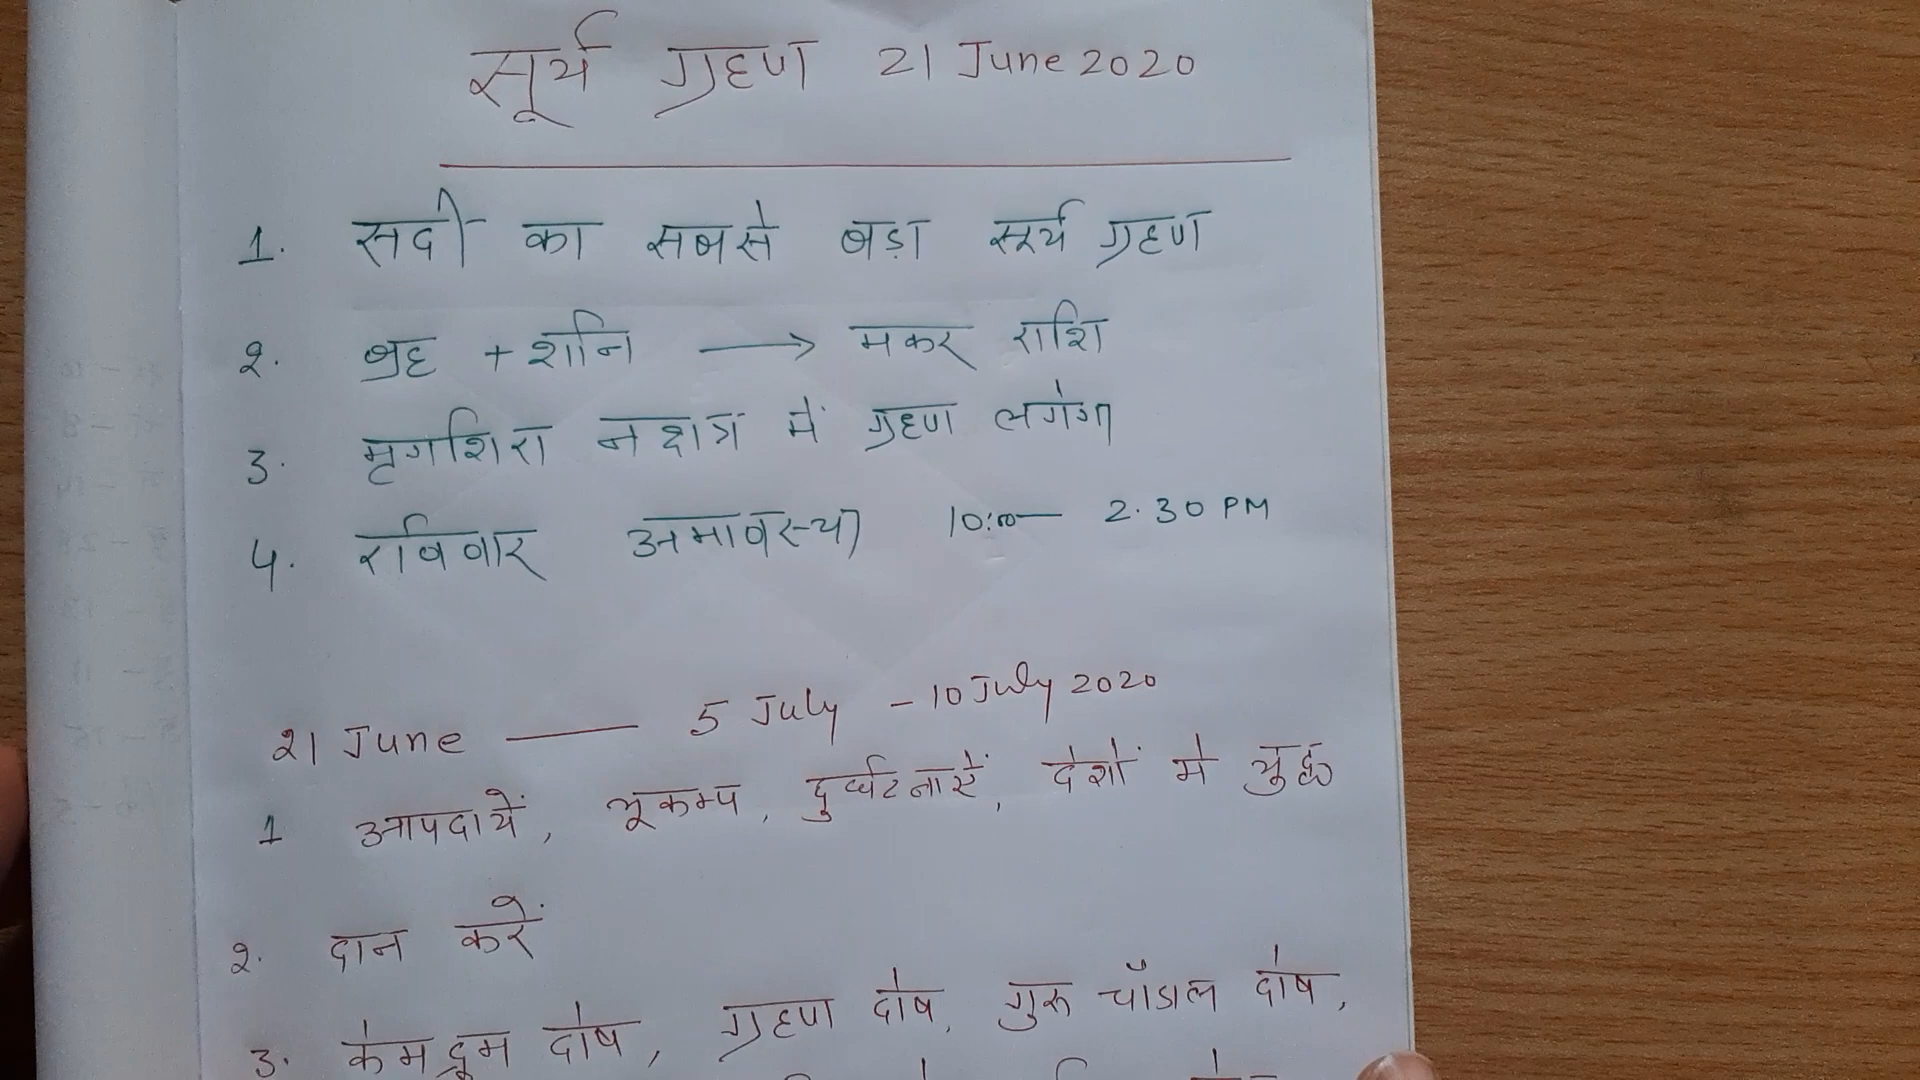 सूर्य ग्रहण 21 June 2020
1. सदी का सबसे बड़ा सूर्य ग्रहण
2. + शनि → मकर राशि
3. मृगशिरा नक्षत्र में ग्रहण लगेगा
4. रविवार अमावस्या 10:00 — 2.30 PM
21 June — 5 July - 10 July 2020
1 आपदायें, भूकम्प, दुर्घटनाएँ, देशों मे युद्ध
2. दान करें
3. केमद्रूम दोष, ग्रहण दोष, गुरू चाँडाल दोष,